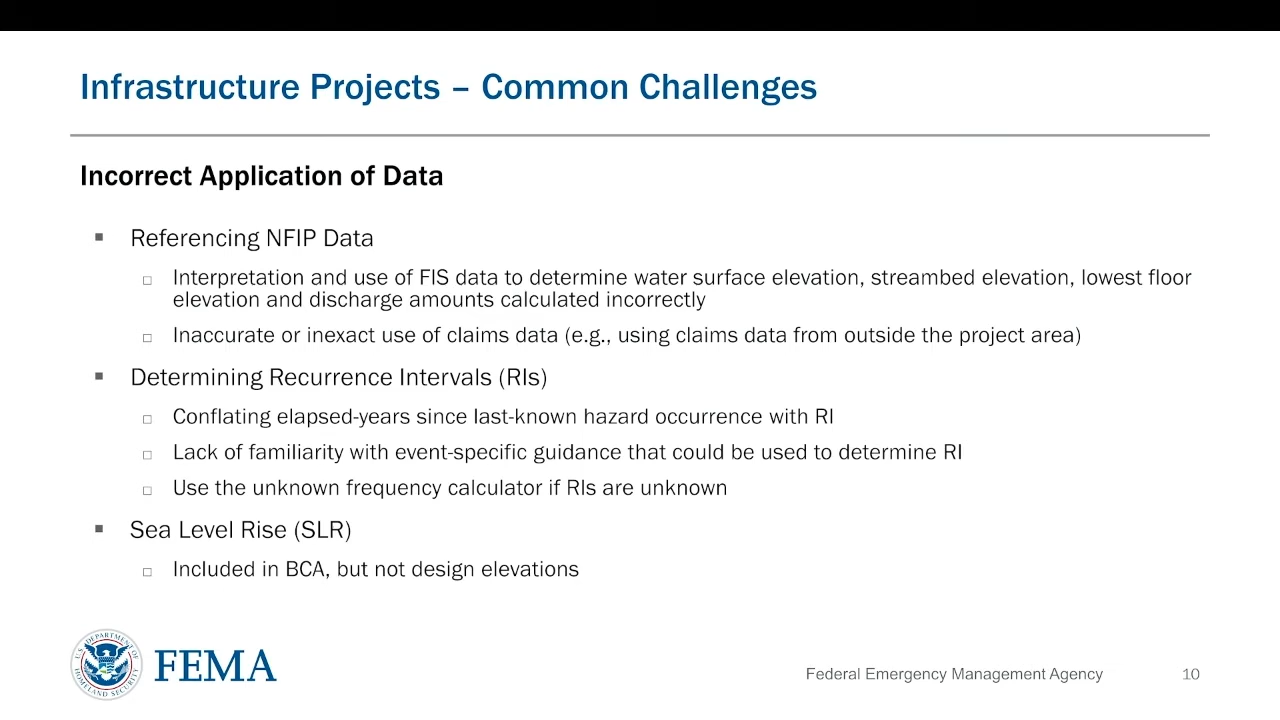 Infrastructure Projects – Common Challenges
Incorrect Application of Data
▪ Referencing NFIP Data
□ Interpretation and use of FIS data to determine water surface elevation, streambed elevation, lowest floor
elevation and discharge amounts calculated incorrectly
□ Inaccurate or inexact use of claims data (e.g., using claims data from outside the project area)
▪ Determining Recurrence Intervals (RIs)
□ Conflating elapsed-years since last-known hazard occurrence with RI
□ Lack of familiarity with event-specific guidance that could be used to determine RI
□ Use the unknown frequency calculator if RIs are unknown
▪ Sea Level Rise (SLR)
□ Included in BCA, but not design elevations
U.S. DEPARTMENT OF HOMELAND SECURITY
FEMA
Federal Emergency Management Agency
10